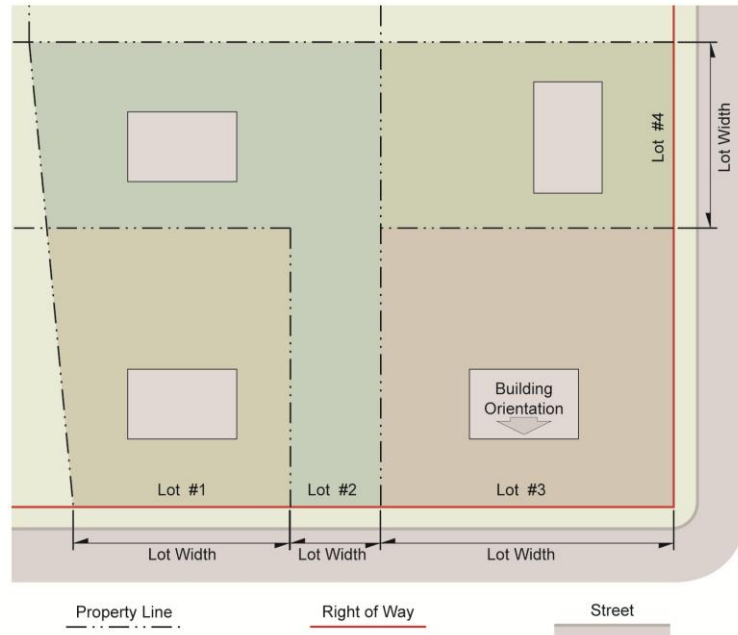 Lot #4
Lot Width
Building
Orientation
Lot #1
Lot #2
Lot #3
Lot Width
Lot Width
Lot Width
Property Line
Right of Way
Street